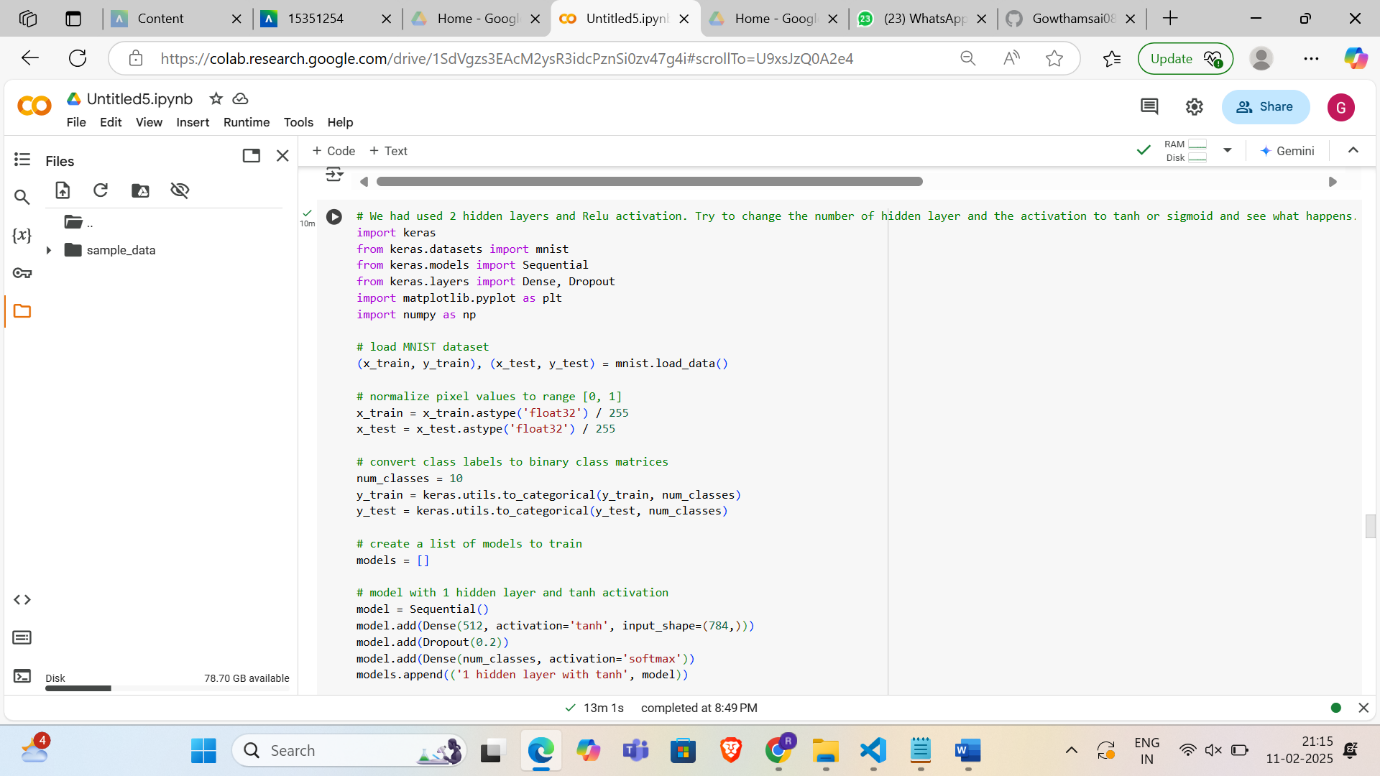 Content
15351254
Home - Googl
Untitled5.ipynl
Home - Google
(23) WhatsApp
Gowthamsai08
https://colab.research.google.com/drive/1SdVgzs3EAcM2ysR3idcPznSi0zv47g4i#scrollTo=U9xsJzQ0A2e4
Update
Untitled5.ipynb
File Edit View Insert Runtime Tools Help
Share
G
Files
+ Code + Text
RAM
Disk
Gemini
..
sample_data
10m
# We had used 2 hidden layers and Relu activation. Try to change the number of hidden layer and the activation to tanh or sigmoid and see what happens.
import keras
from keras.datasets import mnist
from keras.models import Sequential
from keras.layers import Dense, Dropout
import matplotlib.pyplot as plt
import numpy as np
# load MNIST dataset
(x_train, y_train), (x_test, y_test) = mnist.load_data()
# normalize pixel values to range [0, 1]
x_train = x_train.astype('float32') / 255
x_test = x_test.astype('float32') / 255
# convert class labels to binary class matrices
num_classes = 10
y_train = keras.utils.to_categorical(y_train, num_classes)
y_test = keras.utils.to_categorical(y_test, num_classes)
# create a list of models to train
models = []
# model with 1 hidden layer and tanh activation
model = Sequential()
model.add(Dense(512, activation='tanh', input_shape=(784,)))
model.add(Dropout(0.2))
model.add(Dense(num_classes, activation='softmax'))
models.append(('1 hidden layer with tanh', model))
Disk 78.70 GB available
13m 1s completed at 8:49 PM
4
Search
R
ENG
IN
21:15
11-02-2025